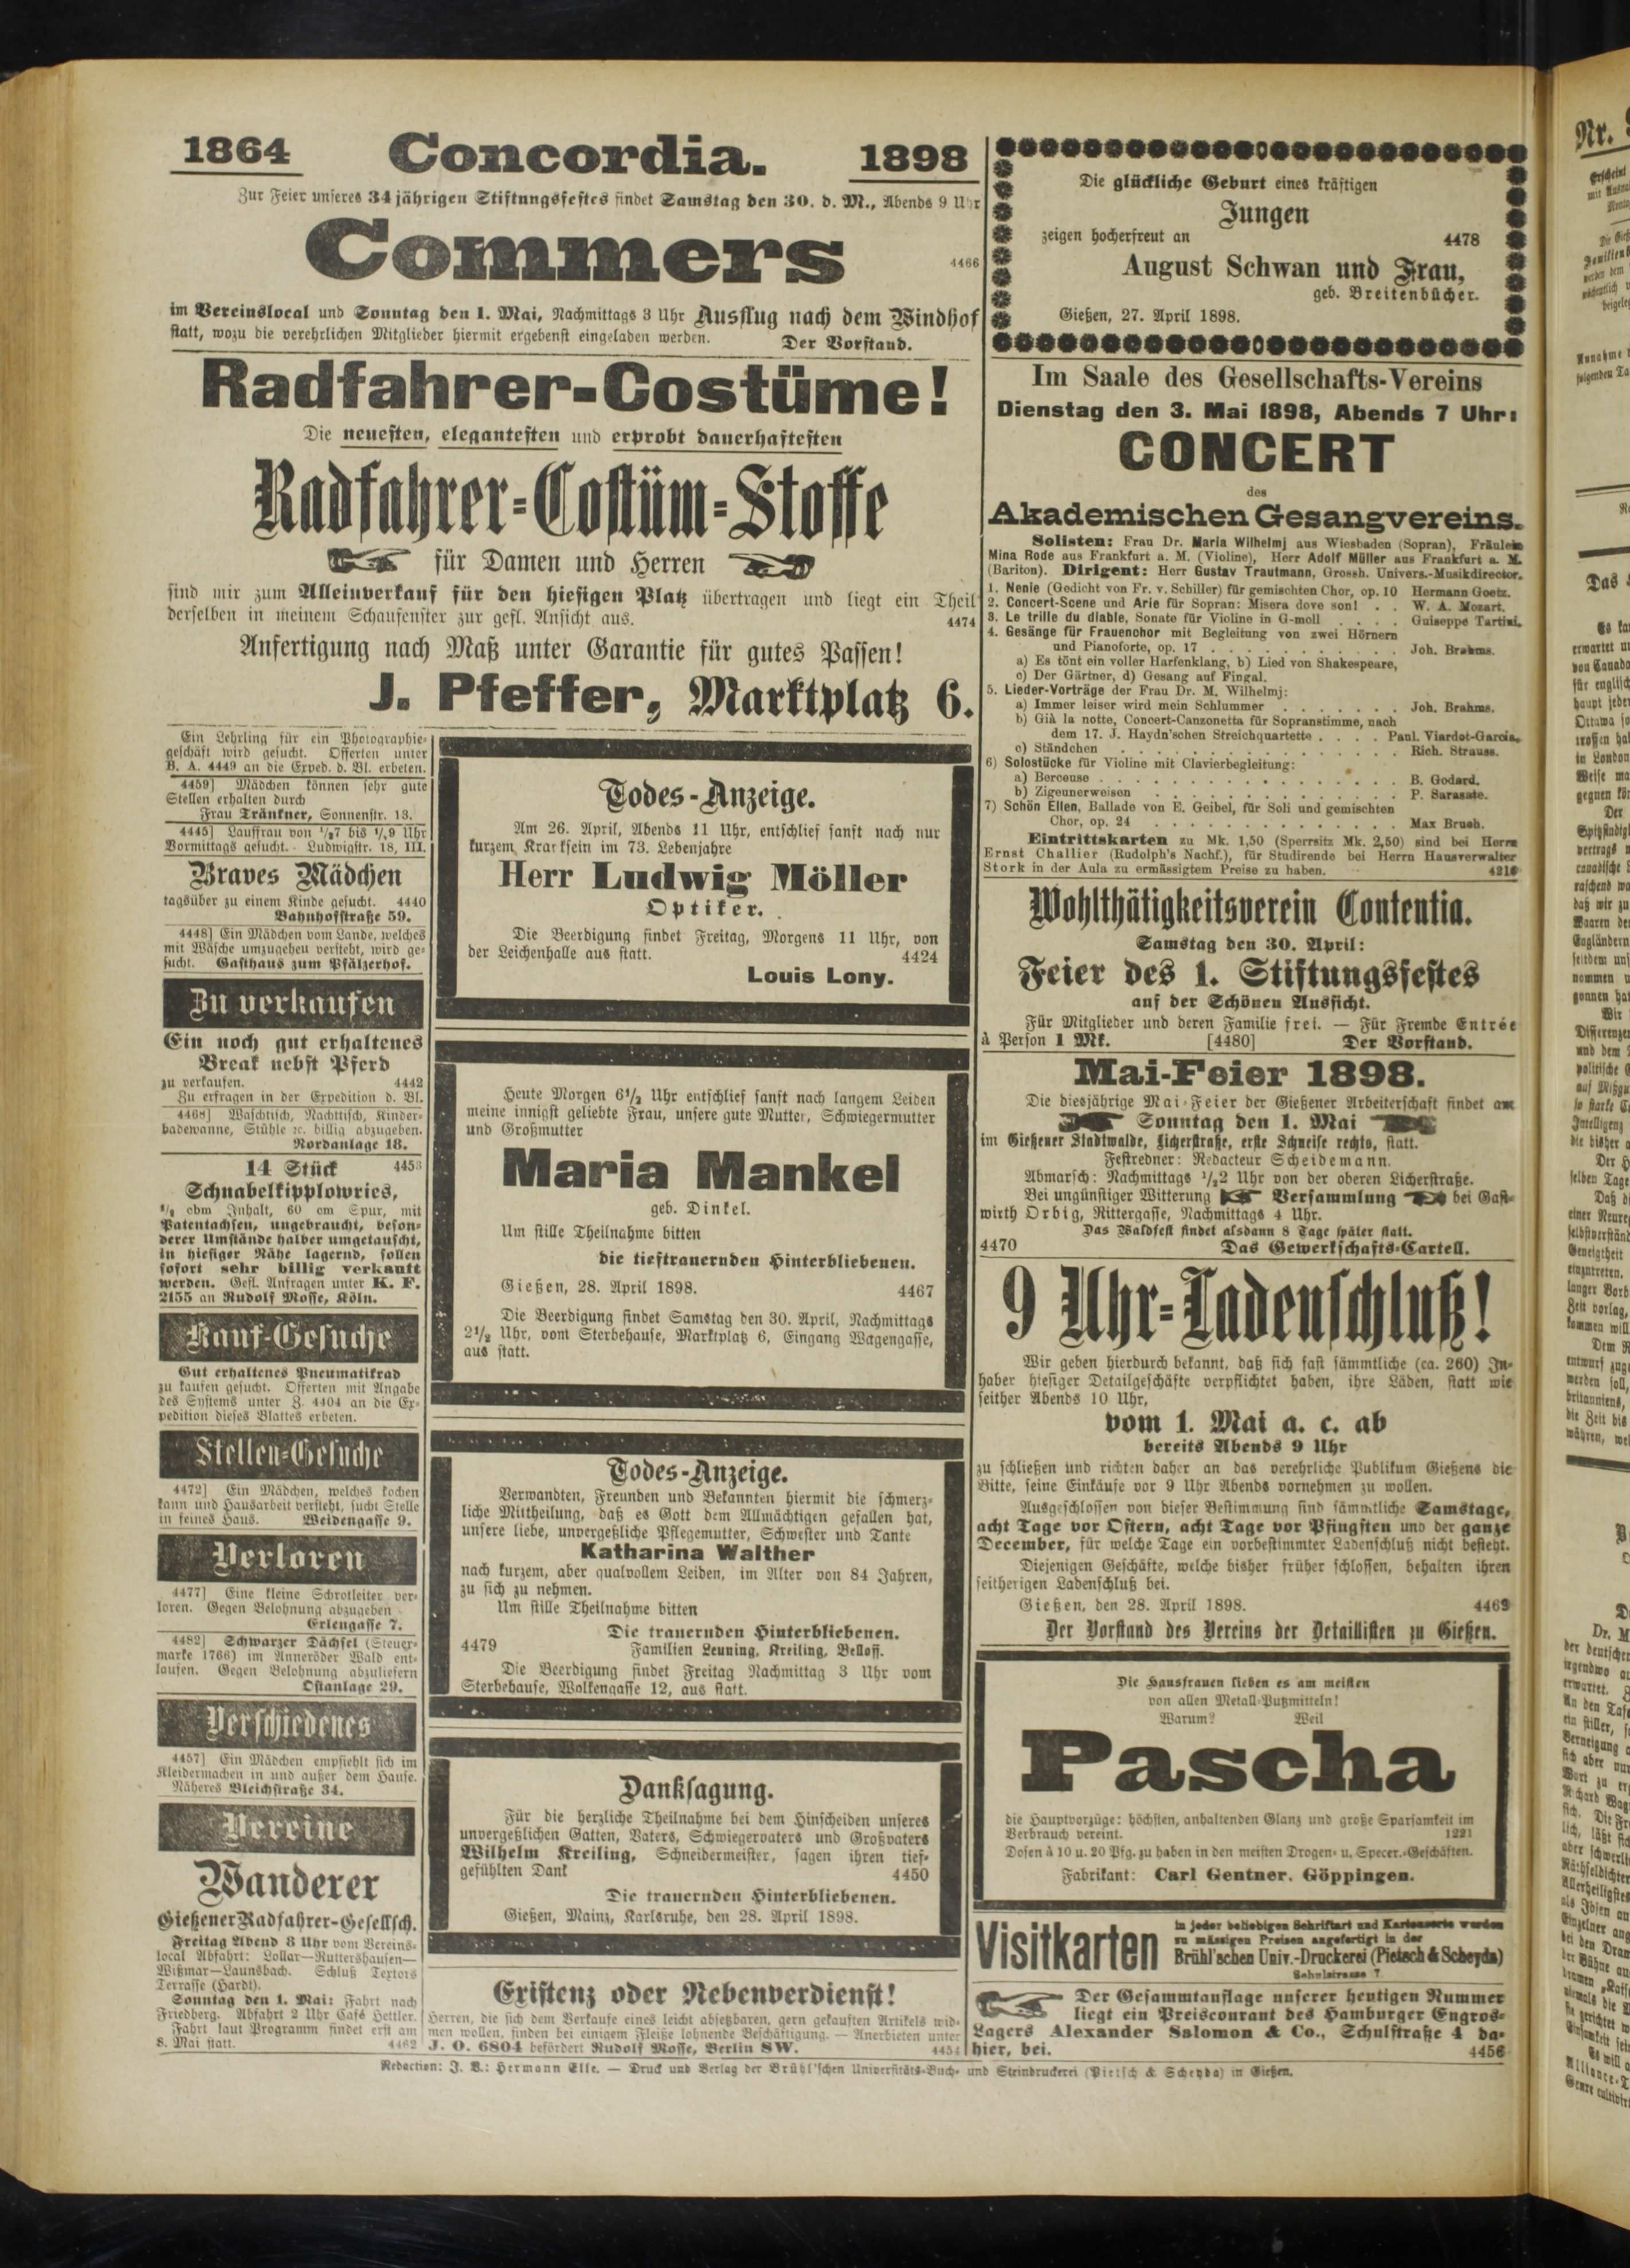 1864 Concordia. 1898
Zur Feier unseres 34 jährigen Stiftungsfestes findet Samstag den 30. d. M., Abends 9 Uhr
Commers
4466
im Vereinslocal und Sonntag den 1. Mai, Nachmittags 3 Uhr Ausflug nach dem Windhof
statt, wozu die verehrlichen Mitglieder hiermit ergebenst eingeladen werden. Der Vorstand.
Radfahrer-Costüme!
Die neuesten, elegantesten und erprobt dauerhaftesten
Radfahrer-Costüm-Stoffe
für Damen und Herren
sind mir zum Alleinverkauf für den hiesigen Platz übertragen und liegt ein Theil
derselben in meinem Schaufenster zur gefl. Ansicht aus. 4474
Anfertigung nach Maß unter Garantie für gutes Passen!
J. Pfeffer, Marktplatz 6.
Ein Lehrling für ein Photographie-
geschäft wird gesucht. Offerten unter
B. A. 4449 an die Exped. d. Bl. erbeten.
4459] Mädchen können sehr gute
Stellen erhalten durch
Frau Tränkner, Sonnenstr. 13.
4445] Lauffrau von 1/27 bis 1/29 Uhr
Vormittags gesucht. Ludwigstr. 18, III.
Braves Mädchen
tagsüber zu einem Kinde gesucht. 4440
Bahnhofstraße 59.
4448] Ein Mädchen vom Lande, welches
mit Wäsche umzugehen versteht, wird ge-
sucht. Gasthaus zum Pfälzerhof.
Zu verkaufen
Ein noch gut erhaltenes
Break nebst Pferd
zu verkaufen. 4442
Zu erfragen in der Expedition d. Bl.
4468] Waschtisch, Nachttisch, Kinder-
badewanne, Stühle ec. billig abzugeben.
Nordanlage 18.
14 Stück 4453
Schnabelkipplowries,
cbm Inhalt, 60 cm Spur, mit
Patentachsen, ungebraucht, beson-
derer Umstände halber umgetauscht,
in hiesiger Nähe lagernd, sollen
sofort sehr billig verkauft
werden. Gefl. Anfragen unter K. F.
2155 an Rudolf Mosse, Köln.
Kauf-Gesuche
Gut erhaltenes Pneumatikrad
zu kaufen gesucht. Offerten mit Angabe
des Systems unter Z. 4404 an die Ex-
pedition dieses Blattes erbeten.
Stellen-Gesuche
4472] Ein Mädchen, welches kochen
kann und Hausarbeit versteht, sucht Stelle
in feines Haus. Weidengasse 9.
Verloren
4477] Eine kleine Schrotleiter ver-
loren. Gegen Belohnung abzugeben
Erlengasse 7.
4482] Schwarzer Dächsel (Steuer-
marke 1766) im Anneröder Wald ent-
laufen. Gegen Belohnung abzuliefern
Ostanlage 29.
Verschiedenes
4457] Ein Mädchen empfiehlt sich im
Kleidermachen in und außer dem Hause.
Näheres Bleichstraße 34.
Vereine
Wanderer
Gießener Radfahrer-Gesellsch.
Freitag Abend 8 Uhr vom Vereins-
local Abfahrt: Lollar—Ruttershausen—
Wißmar—Launsbach. Schluß Textors
Terrasse (Hardt).
Sonntag den 1. Mai: Fahrt nach
Friedberg. Abfahrt 2 Uhr Café Hettler.
Fahrt laut Programm findet erst am
8. Mai statt. 4462
Todes-Anzeige.
Am 26. April, Abends 11 Uhr, entschlief sanft nach nur
kurzem Kranksein im 73. Lebenjahre
Herr Ludwig Möller
Optiker.
Die Beerdigung findet Freitag, Morgens 11 Uhr, von
der Leichenhalle aus statt. 4424
Louis Lony.
Heute Morgen 6 1/2 Uhr entschlief sanft nach langem Leiden
meine innigst geliebte Frau, unsere gute Mutter, Schwiegermutter
und Großmutter
Maria Mankel
geb. Dinkel.
Um stille Theilnahme bitten
die tieftrauernden Hinterbliebenen.
Gießen, 28. April 1898. 4467
Die Beerdigung findet Samstag den 30. April, Nachmittags
2 1/2 Uhr, vom Sterbehause, Marktplatz 6, Eingang Wagengasse,
aus statt.
Todes-Anzeige.
Verwandten, Freunden und Bekannten hiermit die schmerz-
liche Mittheilung, daß es Gott dem Allmächtigen gefallen hat,
unsere liebe, unvergeßliche Pflegemutter, Schwester und Tante
Katharina Walther
nach kurzem, aber qualvollem Leiden, im Alter von 84 Jahren,
zu sich zu nehmen.
Um stille Theilnahme bitten
Die trauernden Hinterbliebenen.
4479 Familien Leuning, Kreiling, Belloff.
Die Beerdigung findet Freitag Nachmittag 3 Uhr vom
Sterbehause, Wolkengasse 12, aus statt.
Danksagung.
Für die herzliche Theilnahme bei dem Hinscheiden unseres
unvergeßlichen Gatten, Vaters, Schwiegervaters und Großvaters
Wilhelm Kreiling, Schneidermeister, sagen ihren tief-
gefühlten Dank 4450
Die trauernden Hinterbliebenen.
Gießen, Mainz, Karlsruhe, den 28. April 1898.
Existenz oder Nebenverdienst!
Herren, die sich dem Verkaufe eines leicht absetzbaren, gern gekauften Artikels wid-
men wollen, finden bei einigem Fleiße lohnende Beschäftigung. — Anerbieten unter
J. O. 6804 befördert Rudolf Mosse, Berlin SW. 4454
Die glückliche Geburt eines kräftigen
Jungen
zeigen hocherfreut an 4478
August Schwan und Frau,
geb. Breitenbücher.
Gießen, 27. April 1898.
Im Saale des Gesellschafts-Vereins
Dienstag den 3. Mai 1898, Abends 7 Uhr:
CONCERT
des
Akademischen Gesangvereins.
Solisten: Frau Dr. Maria Wilhelmj aus Wiesbaden (Sopran), Fräulein
Mina Rode aus Frankfurt a. M. (Violine), Herr Adolf Müller aus Frankfurt a. M.
(Bariton). Dirigent: Herr Gustav Trautmann, Grossh. Univers.-Musikdirector.
1. Nenie (Gedicht von Fr. v. Schiller) für gemischten Chor, op. 10 Hermann Goetz.
2. Concert-Scene und Arie für Sopran: Misera dove son! . . W. A. Mozart.
3. Le trille du diable, Sonate für Violine in G-moll . . . . Guiseppe Tartini.
4. Gesänge für Frauenchor mit Begleitung von zwei Hörnern
und Pianoforte, op. 17 . . . . . . . . . . . . Joh. Brahms.
a) Es tönt ein voller Harfenklang, b) Lied von Shakespeare,
c) Der Gärtner, d) Gesang auf Fingal.
5. Lieder-Vorträge der Frau Dr. M. Wilhelmj:
a) Immer leiser wird mein Schlummer . . . . . . . Joh. Brahms.
b) Già la notte, Concert-Canzonetta für Sopranstimme, nach
dem 17. J. Haydn'schen Streichquartette . . . . Paul. Viardot-Garcia.
c) Ständchen . . . . . . . . . . . . . . Rich. Strauss.
6) Solostücke für Violine mit Clavierbegleitung:
a) Berceuse . . . . . . . . . . . . . . . . B. Godard.
b) Zigeunerweisen . . . . . . . . . . . . . P. Sarasate.
7) Schön Ellen, Ballade von E. Geibel, für Soli und gemischten
Chor, op. 24 . . . . . . . . . . . . . Max Bruch.
Eintrittskarten zu Mk. 1,50 (Sperrsitz Mk. 2,50) sind bei Herrn
Ernst Challier (Rudolph's Nachf.), für Studirende bei Herrn Hausverwalter
Stork in der Aula zu ermässigtem Preise zu haben.
Wohlthätigkeitsverein Contentia.
Samstag den 30. April:
Feier des 1. Stiftungsfestes
auf der Schönen Aussicht.
Für Mitglieder und deren Familie frei. — Für Fremde Entrée
à Person 1 Mk. [4480] Der Vorstand.
Mai-Feier 1898.
Die diesjährige Mai-Feier der Gießener Arbeiterschaft findet am
Sonntag den 1. Mai
im Gießener Stadtwalde, Licherstraße, erste Schneise rechts, statt.
Festredner: Redacteur Scheidemann.
Abmarsch: Nachmittags 1/22 Uhr von der oberen Licherstraße.
Bei ungünstiger Witterung Versammlung bei Gast-
wirth Orbig, Rittergasse, Nachmittags 4 Uhr.
Das Waldfest findet alsdann 8 Tage später statt.
4470 Das Gewerkschafts-Cartell.
9 Uhr-Ladenschluß!
Wir geben hierdurch bekannt, daß sich fast sämmtliche (ca. 260) In-
haber hiesiger Detailgeschäfte verpflichtet haben, ihre Läden, statt wie
seither Abends 10 Uhr,
vom 1. Mai a. c. ab
bereits Abends 9 Uhr
zu schließen und richten daher an das verehrliche Publikum Gießens die
Bitte, seine Einkäufe vor 9 Uhr Abends vornehmen zu wollen.
Ausgeschlossen von dieser Bestimmung sind sämmtliche Samstage,
acht Tage vor Ostern, acht Tage vor Pfingsten und der ganze
December, für welche Tage ein vorbestimmter Ladenschluß nicht besteht.
Diejenigen Geschäfte, welche bisher früher schlossen, behalten ihren
seitherigen Ladenschluß bei.
Gießen, den 28. April 1898. 4469
Der Vorstand des Vereins der Detaillisten zu Gießen.
Die Hausfrauen lieben es am meisten
von allen Metall-Putzmitteln!
Warum? Weil
Pascha
die Hauptvorzüge: höchsten, anhaltenden Glanz und große Sparsamkeit im
Verbrauch vereint. 1221
Dosen à 10 u. 20 Pfg. zu haben in den meisten Drogen- u. Specer.-Geschäften.
Fabrikant: Carl Gentner, Göppingen.
Visitkarten
in jeder beliebigen Schriftart und Kartensorte werden
zu mässigen Preisen angefertigt in der
Brühl'schen Univ.-Druckerei (Pietsch & Scheyda)
Schulstrasse 7.
Der Gesammtauflage unserer heutigen Nummer
liegt ein Preiscourant des Hamburger Engros-
Lagers Alexander Salomon & Co., Schulstraße 4 da-
hier, bei. 4456
Redaction: J. V.: Hermann Elle. — Druck und Verlag der Brühl'schen Universitäts-Buch- und Steindruckerei (Pietsch & Scheyda) in Gießen.
Nr.